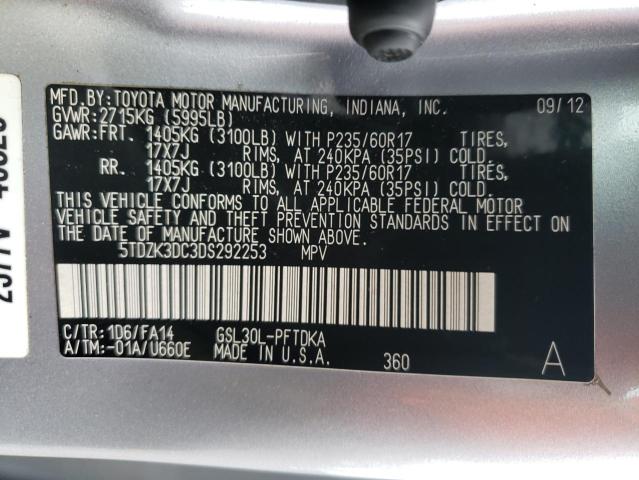 MFD.BY:TOYOTA MOTOR MANUFACTURING, INDIANA, INC. 09/12
GVWR:2715KG (5995LB)
GAWR:FRT. 1405KG (3100LB) WITH P235/60R17 TIRES,
17X7J RIMS, AT 240KPA (35PSI) COLD.
RR. 1405KG (3100LB) WITH P235/60R17 TIRES,
17X7J RIMS, AT 240KPA (35PSI) COLD.
THIS VEHICLE CONFORMS TO ALL APPLICABLE FEDERAL MOTOR
VEHICLE SAFETY AND THEFT PREVENTION STANDARDS IN EFFECT ON
THE DATE OF MANUFACTURE SHOWN ABOVE.
5TDZK3DC3DS292253 MPV
C/TR:1D6/FA14 GSL30L-PFTDKA
A/TM:-01A/U660E MADE IN U.S.A. 360 A